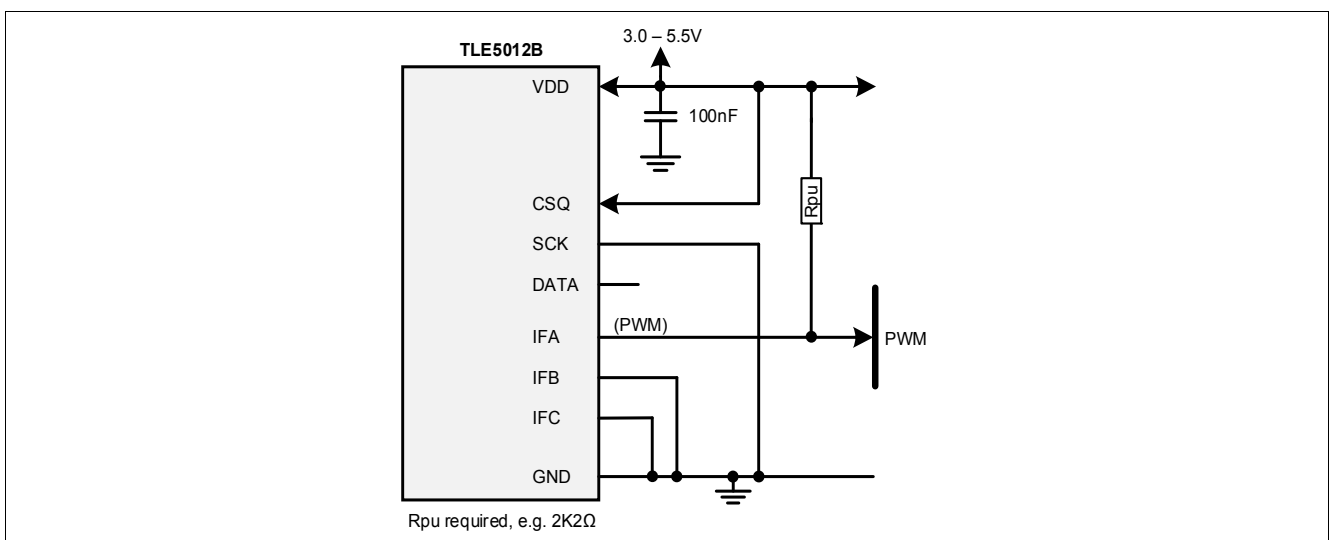 3.0 – 5.5V
TLE5012B
VDD
100nF
CSQ
Rpu
SCK
DATA
IFA
(PWM)
PWM
IFB
IFC
GND
Rpu required, e.g. 2K2Ω